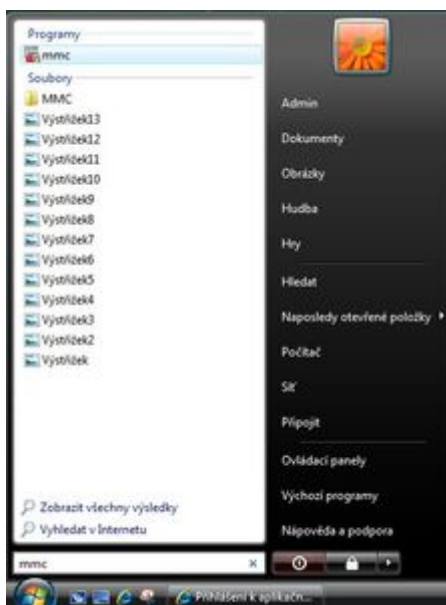 Programy
mmc
Soubory
MMC
Výstřižek13
Výstřižek12
Výstřižek11
Výstřižek10
Výstřižek9
Výstřižek8
Výstřižek7
Výstřižek6
Výstřižek5
Výstřižek4
Výstřižek3
Výstřižek2
Výstřižek
Zobrazit všechny výsledky
Vyhledat v Internetu
mmc
Admin
Dokumenty
Obrázky
Hudba
Hry
Hledat
Naposledy otevřené položky
Počítač
Síť
Připojit
Ovládací panely
Výchozí programy
Nápověda a podpora
Přihlášení k aplikačn...